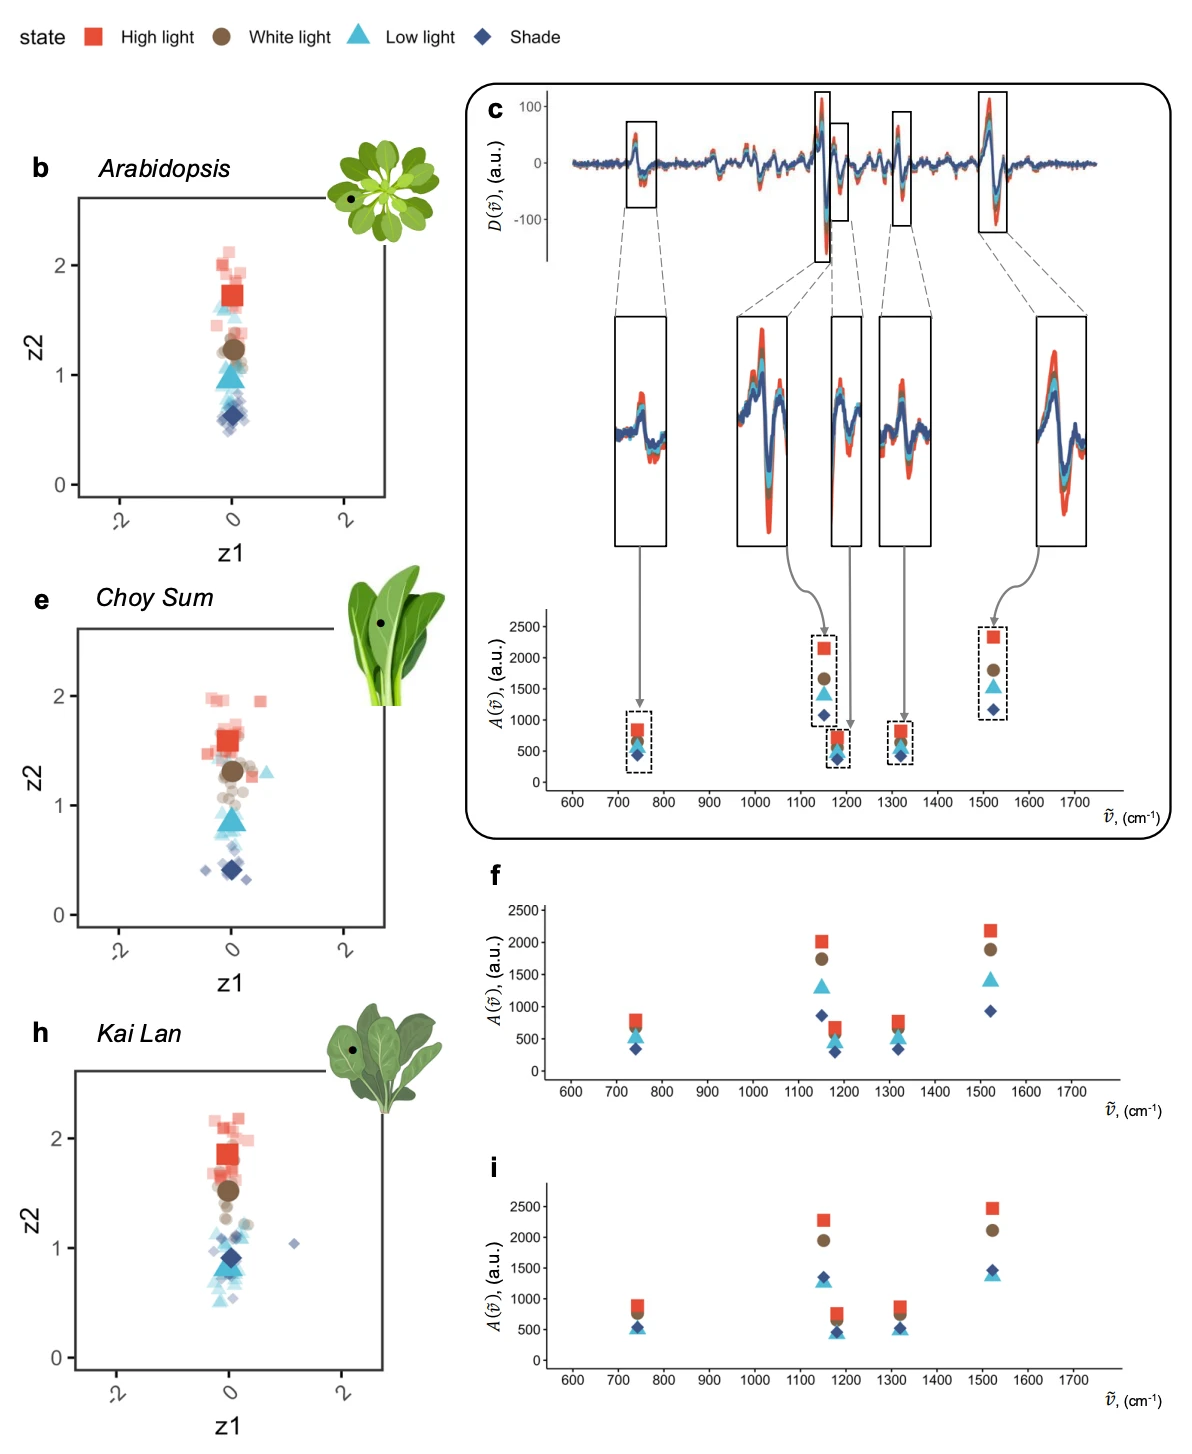 state High light White light Low light Shade
b Arabidopsis
z2
2
1
0
-2 0 2
z1
c
D(ṽ), (a.u.)
100
0
-100
A(ṽ), (a.u.)
2500
2000
1500
1000
500
0
600 700 800 900 1000 1100 1200 1300 1400 1500 1600 1700
ṽ, (cm-1)
e Choy Sum
z2
2
1
0
-2 0 2
z1
f
A(ṽ), (a.u.)
2500
2000
1500
1000
500
0
600 700 800 900 1000 1100 1200 1300 1400 1500 1600 1700
ṽ, (cm-1)
h Kai Lan
z2
2
1
0
-2 0 2
z1
i
A(ṽ), (a.u.)
2500
2000
1500
1000
500
0
600 700 800 900 1000 1100 1200 1300 1400 1500 1600 1700
ṽ, (cm-1)